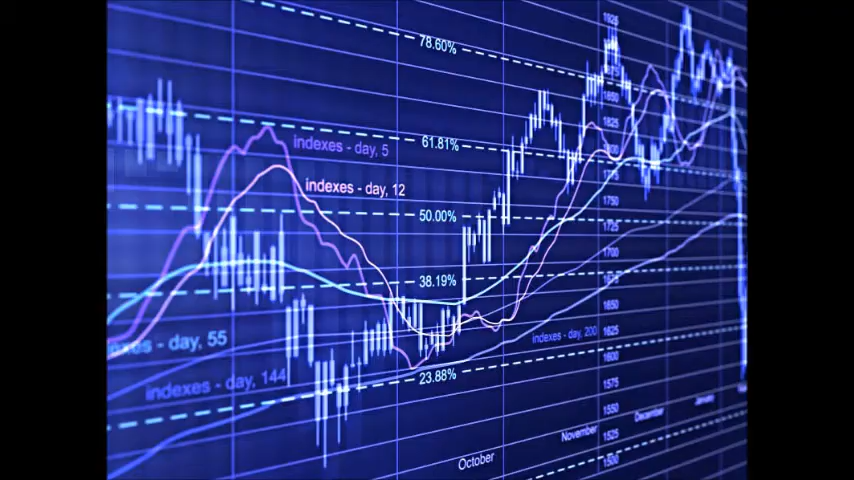 78.60%
indexes - day, 5
61.81%
indexes - day, 12
50.00%
38.19%
indexes - day, 200
indexes - day, 55
indexes - day, 144
23.88%
1925
1850
1825
1800
1775
1750
1725
1700
1675
1650
1625
1600
1575
1550
1525
1500
October
November
December
January